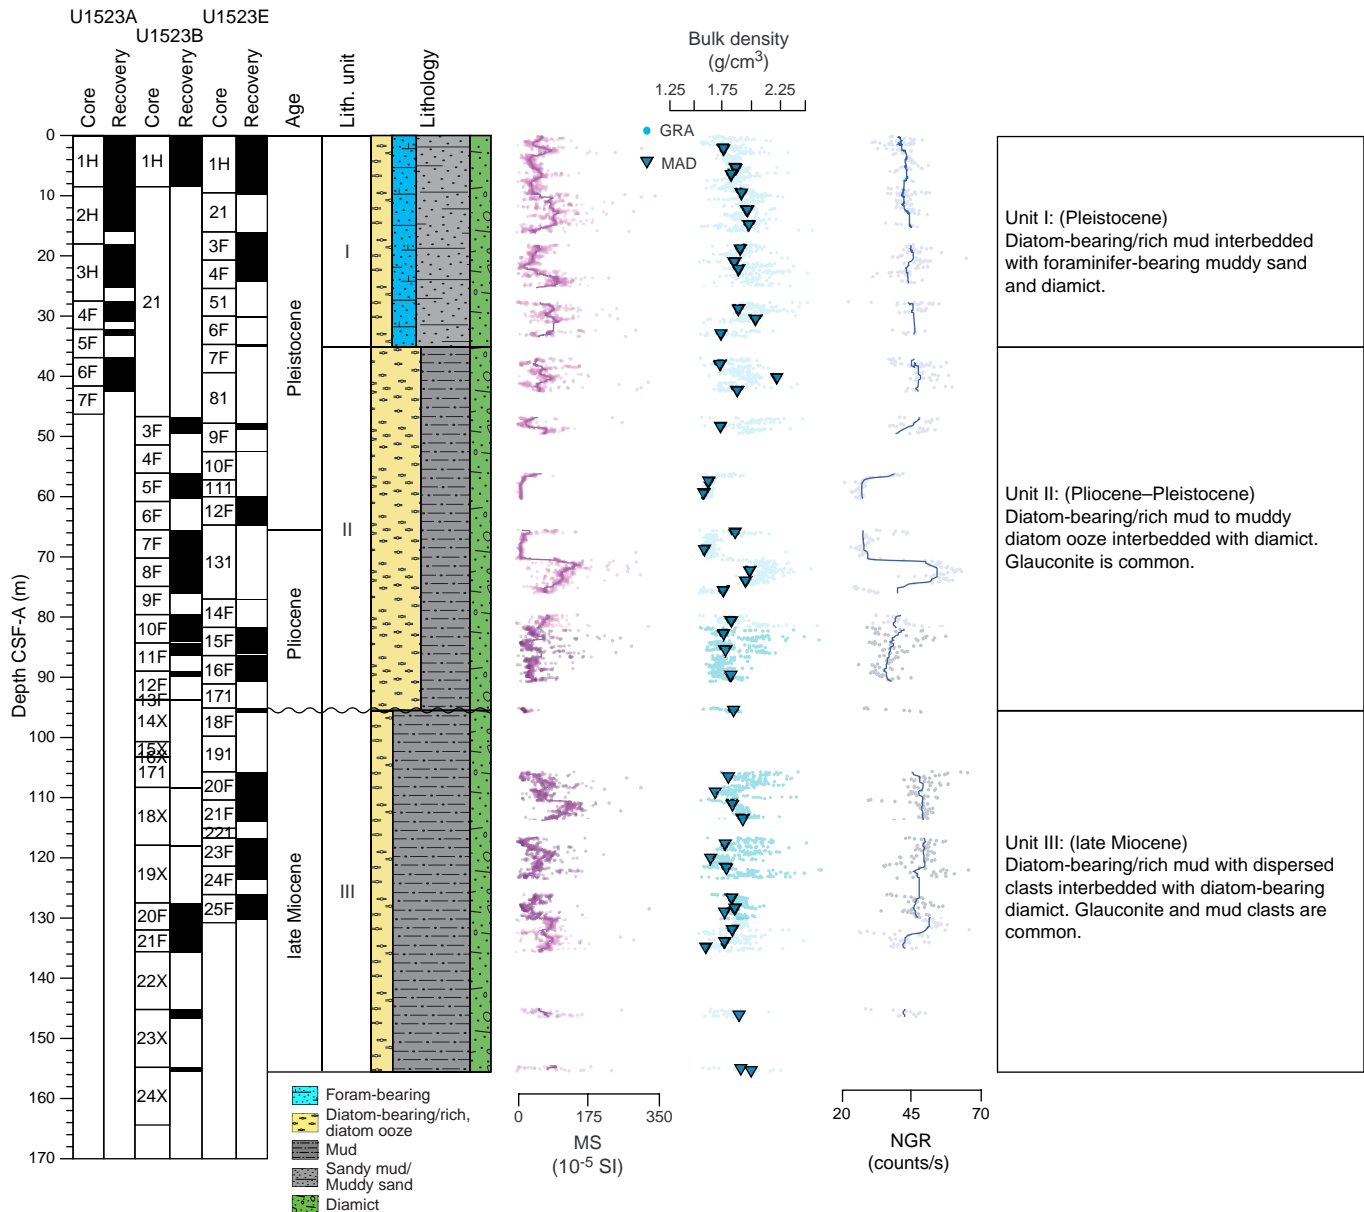 U1523A
U1523B
U1523E
Core
Recovery
Core
Recovery
Core
Recovery
Age
Lith. unit
Lithology
Bulk density
(g/cm3)
1.25 1.75 2.25
GRA
MAD
Depth CSF-A (m)
0
10
20
30
40
50
60
70
80
90
100
110
120
130
140
150
160
170
1H
2H
3H
4F
5F
6F
7F
1H
21
3F
4F
5F
6F
7F
8F
9F
10F
11F
12F
13F
14X
15X
16X
171
18X
19X
20F
21F
22X
23X
24X
1H
21
3F
4F
51
6F
7F
81
9F
10F
111
12F
131
14F
15F
16F
171
18F
191
20F
21F
221
23F
24F
25F
Pleistocene
Pliocene
late Miocene
I
II
III
Unit I: (Pleistocene)
Diatom-bearing/rich mud interbedded
with foraminifer-bearing muddy sand
and diamict.
Unit II: (Pliocene–Pleistocene)
Diatom-bearing/rich mud to muddy
diatom ooze interbedded with diamict.
Glauconite is common.
Unit III: (late Miocene)
Diatom-bearing/rich mud with dispersed
clasts interbedded with diatom-bearing
diamict. Glauconite and mud clasts are
common.
Foram-bearing
Diatom-bearing/rich,
diatom ooze
Mud
Sandy mud/
Muddy sand
Diamict
0 175 350
MS
(10-5 SI)
20 45 70
NGR
(counts/s)